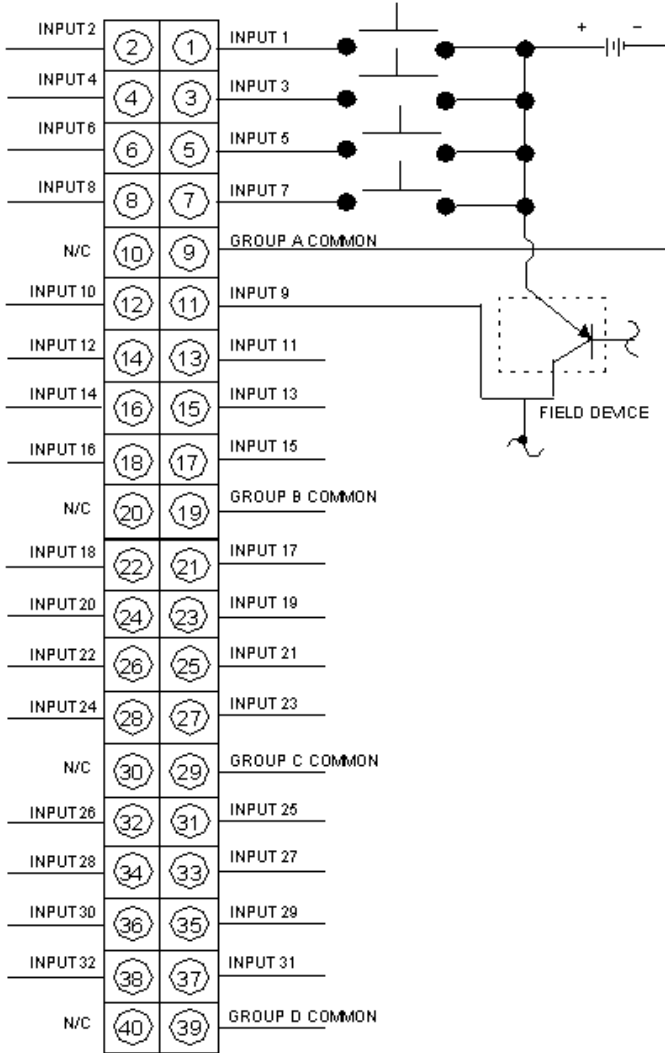 INPUT 2 2 1 INPUT 1 + -
INPUT 4 4 3 INPUT 3
INPUT 6 6 5 INPUT 5
INPUT 8 8 7 INPUT 7
N/C 10 9 GROUP A COMMON
INPUT 10 12 11 INPUT 9
INPUT 12 14 13 INPUT 11
INPUT 14 16 15 INPUT 13
FIELD DEVICE
INPUT 16 18 17 INPUT 15
N/C 20 19 GROUP B COMMON
INPUT 18 22 21 INPUT 17
INPUT 20 24 23 INPUT 19
INPUT 22 26 25 INPUT 21
INPUT 24 28 27 INPUT 23
N/C 30 29 GROUP C COMMON
INPUT 26 32 31 INPUT 25
INPUT 28 34 33 INPUT 27
INPUT 30 36 35 INPUT 29
INPUT 32 38 37 INPUT 31
N/C 40 39 GROUP D COMMON